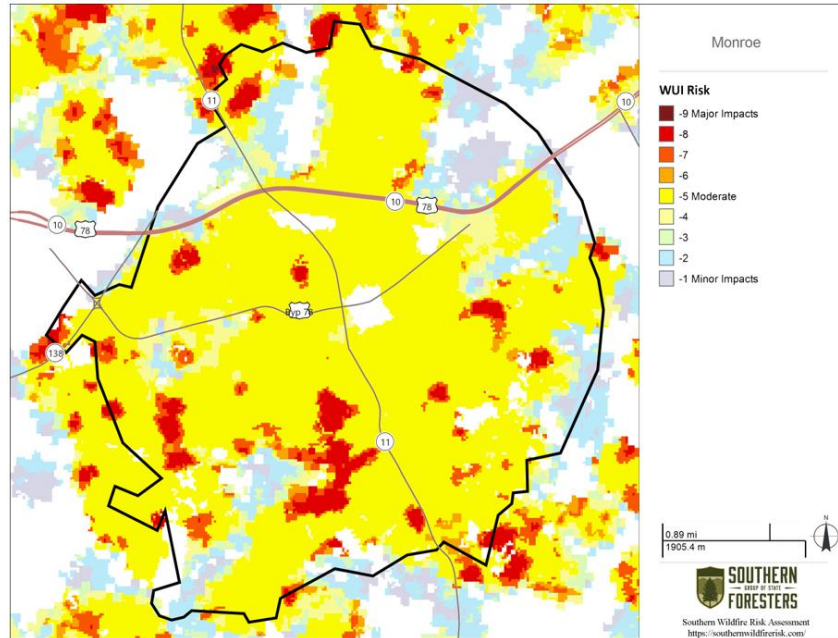 Monroe
WUI Risk
-9 Major Impacts
-8
-7
-6
-5 Moderate
-4
-3
-2
-1 Minor Impacts
11
10
10
78
10
78
Byp 78
138
11
0.89 mi
1905.4 m
N
SOUTHERN
GROUP OF STATE
FORESTERS
Southern Wildfire Risk Assessment
https://southernwildfirerisk.com/